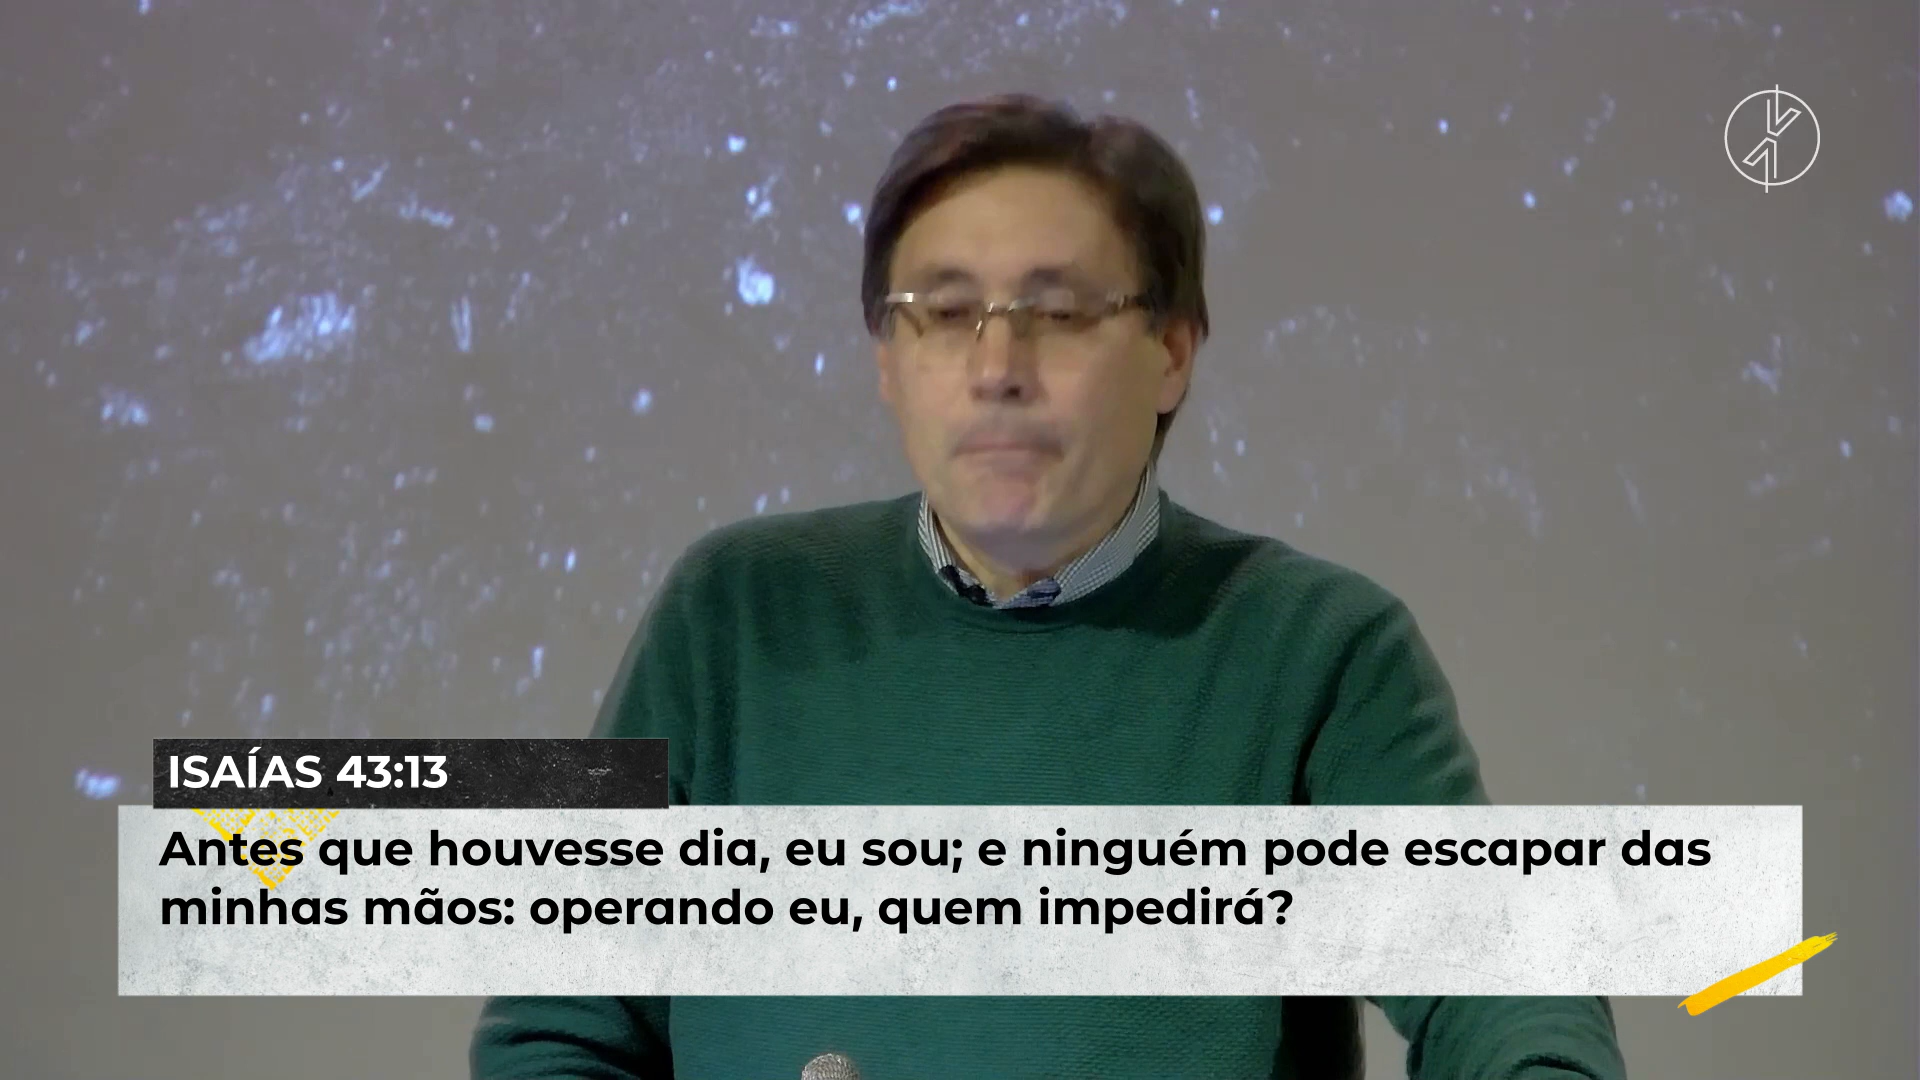 ISAÍAS 43:13
Antes que houvesse dia, eu sou; e ninguém pode escapar das
minhas mãos: operando eu, quem impedirá?